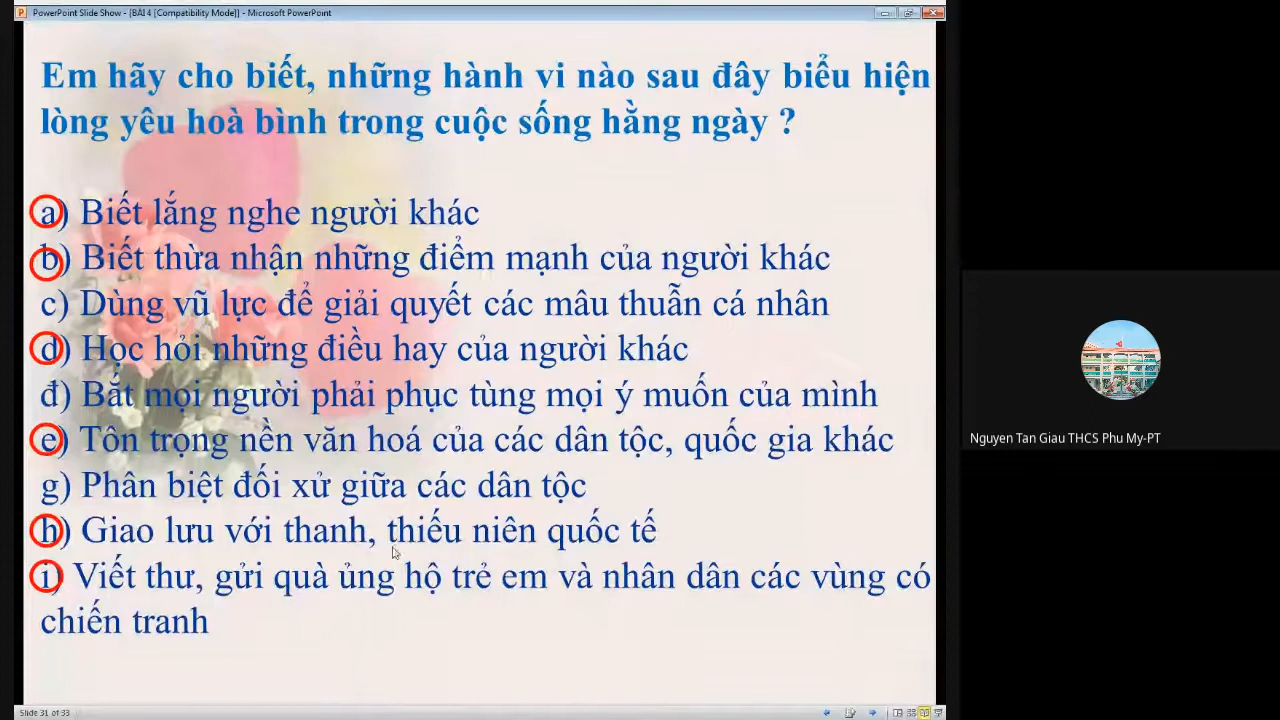 PowerPoint Slide Show - [BÀI 4 [Compatibility Mode]] - Microsoft PowerPoint
Em hãy cho biết, những hành vi nào sau đây biểu hiện
lòng yêu hoà bình trong cuộc sống hằng ngày ?
a) Biết lắng nghe người khác
b) Biết thừa nhận những điểm mạnh của người khác
c) Dùng vũ lực để giải quyết các mâu thuẫn cá nhân
d) Học hỏi những điều hay của người khác
đ) Bắt mọi người phải phục tùng mọi ý muốn của mình
e) Tôn trọng nền văn hoá của các dân tộc, quốc gia khác
g) Phân biệt đối xử giữa các dân tộc
h) Giao lưu với thanh, thiếu niên quốc tế
i) Viết thư, gửi quà ủng hộ trẻ em và nhân dân các vùng có
chiến tranh
Nguyen Tan Giau THCS Phu My-PT
Slide 31 of 33